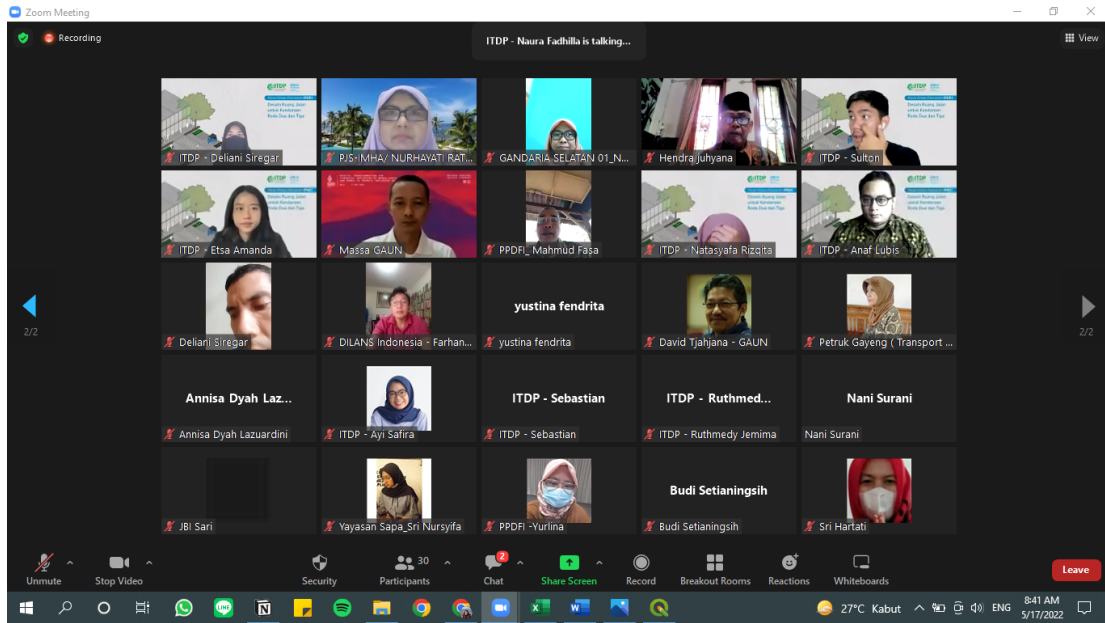 Zoom Meeting
Recording
ITDP - Naura Fadhilla is talking...
View
ITDP - Deliani Siregar
PJS-IMHA/ NURHAYATI RAT...
GANDARIA SELATAN 01_N...
Hendra juhyana
ITDP - Sulton
ITDP - Etsa Amanda
Massa GAUN
PPDFI_ Mahmud Fasa
ITDP - Natasyafa Rizqita
ITDP - Anaf Lubis
yustina fendrita
Deliani Siregar
DILANS Indonesia - Farhan...
yustina fendrita
David Tjahjana - GAUN
Petruk Gayeng ( Transport ...
2/2
2/2
Annisa Dyah Laz...
ITDP - Sebastian
ITDP - Ruthmed...
Nani Surani
Annisa Dyah Lazuardini
ITDP - Ayi Safira
ITDP - Sebastian
ITDP - Ruthmedy Jemima
Nani Surani
Budi Setianingsih
JBI Sari
Yayasan Sapa_Sri Nursyifa
PPDFI -Yurlina
Budi Setianingsih
Sri Hartati
Unmute
Stop Video
Security
Participants
30
Chat
2
Share Screen
Record
Breakout Rooms
Reactions
Whiteboards
Leave
27°C Kabut
ENG
8:41 AM
5/17/2022